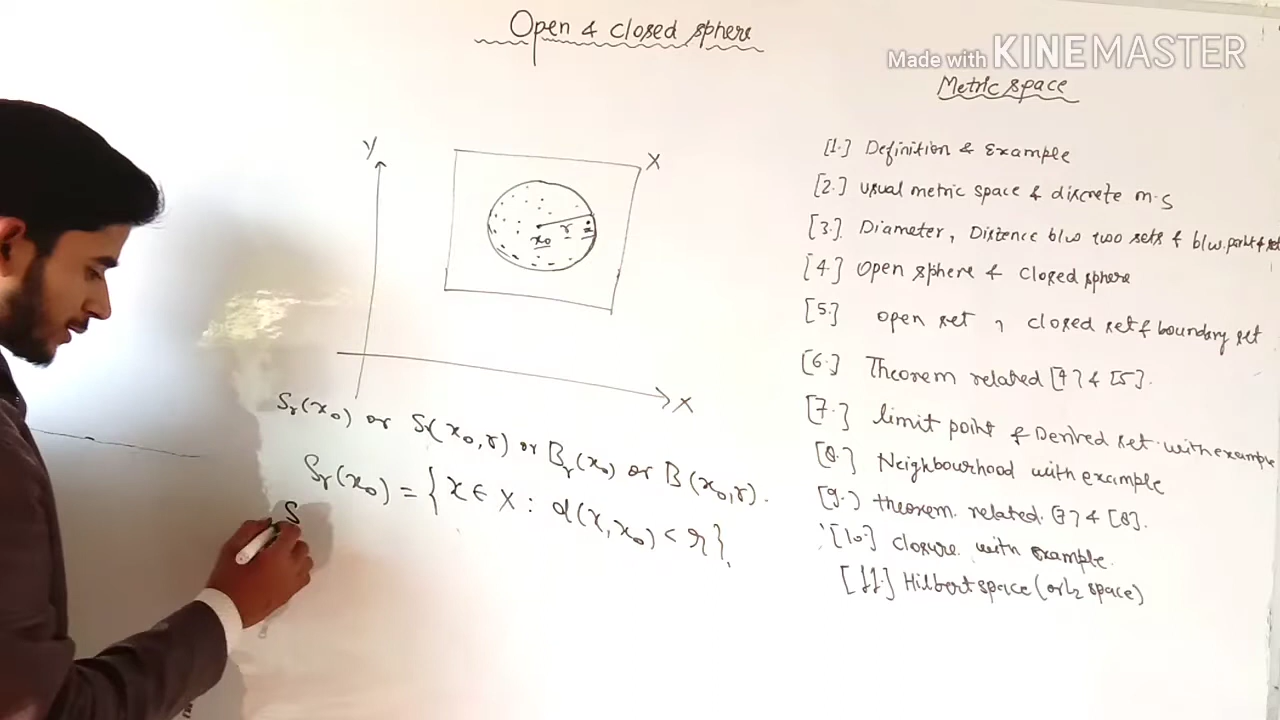 Open & closed sphere
Made with KINEMASTER
Metric space
Y
X
x₀ r x
X
Sᵣ(x₀) or S(x₀,r) or Bᵣ(x₀) or B(x₀,r).
Sᵣ(x₀) = {x ∈ X : d(x, x₀) < r}.
S
[1.] Definition & Example
[2.] usual metric space & discrete m.s
[3.] Diameter, Distence b/w two sets & b/w. point & set
[4.] Open sphere & closed sphere
[5.] open set, closed set & boundary set
[6.] Theorem related [4] & [5].
[7.] limit point & Derived set with example
[8.] Neighbourhood with example
[9.] theorem related. [7] & [8].
[10.] closure with example.
[11.] Hilbert space (or l₂ space)